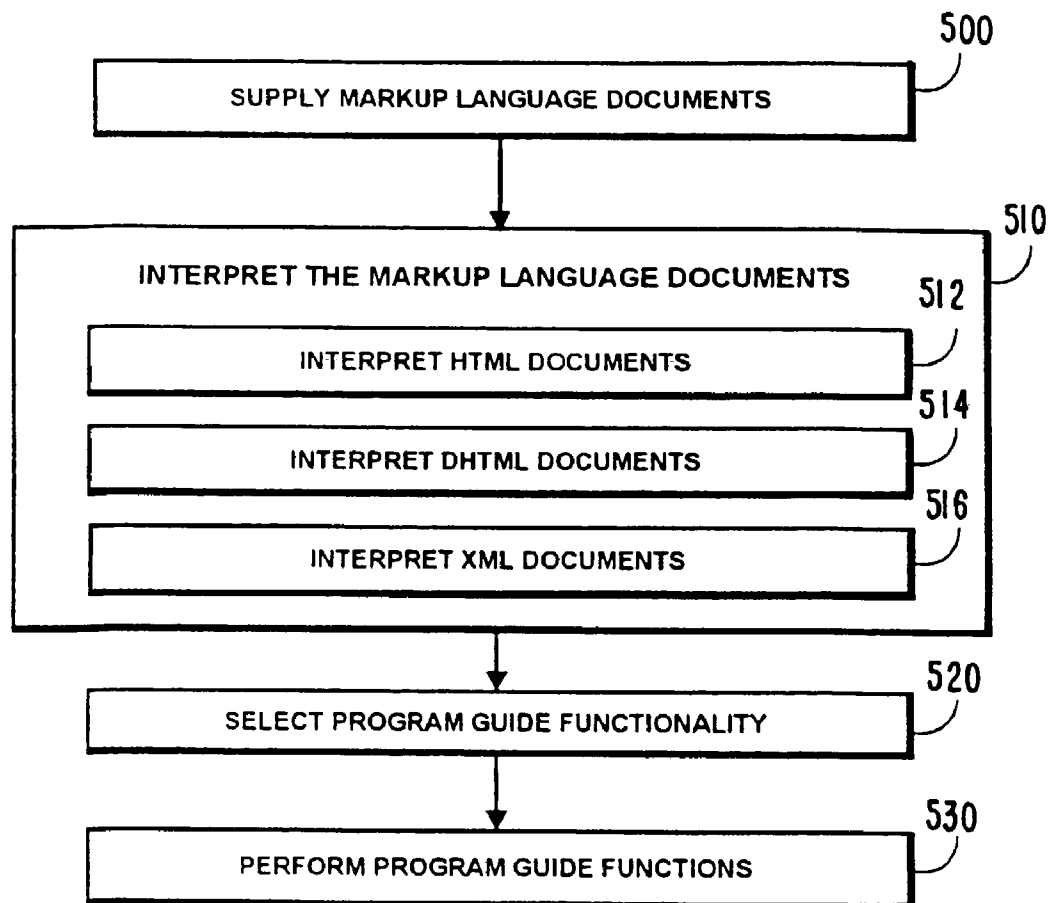 500
SUPPLY MARKUP LANGUAGE DOCUMENTS
510
INTERPRET THE MARKUP LANGUAGE DOCUMENTS
512
INTERPRET HTML DOCUMENTS
514
INTERPRET DHTML DOCUMENTS
516
INTERPRET XML DOCUMENTS
520
SELECT PROGRAM GUIDE FUNCTIONALITY
530
PERFORM PROGRAM GUIDE FUNCTIONS